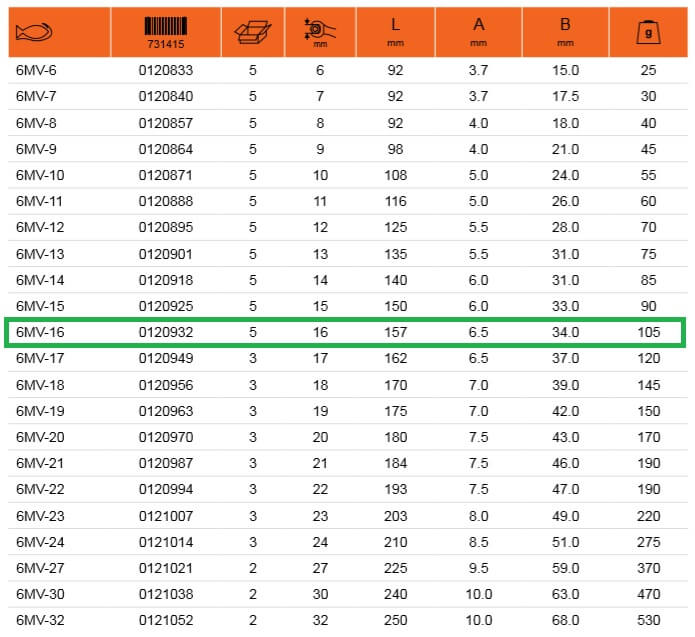 731415 mm L mm A mm B mm g
6MV-6 0120833 5 6 92 3.7 15.0 25
6MV-7 0120840 5 7 92 3.7 17.5 30
6MV-8 0120857 5 8 92 4.0 18.0 40
6MV-9 0120864 5 9 98 4.0 21.0 45
6MV-10 0120871 5 10 108 5.0 24.0 55
6MV-11 0120888 5 11 116 5.0 26.0 60
6MV-12 0120895 5 12 125 5.5 28.0 70
6MV-13 0120901 5 13 135 5.5 31.0 75
6MV-14 0120918 5 14 140 6.0 31.0 85
6MV-15 0120925 5 15 150 6.0 33.0 90
6MV-16 0120932 5 16 157 6.5 34.0 105
6MV-17 0120949 3 17 162 6.5 37.0 120
6MV-18 0120956 3 18 170 7.0 39.0 145
6MV-19 0120963 3 19 175 7.0 42.0 150
6MV-20 0120970 3 20 180 7.5 43.0 170
6MV-21 0120987 3 21 184 7.5 46.0 190
6MV-22 0120994 3 22 193 7.5 47.0 190
6MV-23 0121007 3 23 203 8.0 49.0 220
6MV-24 0121014 3 24 210 8.5 51.0 275
6MV-27 0121021 2 27 225 9.5 59.0 370
6MV-30 0121038 2 30 240 10.0 63.0 470
6MV-32 0121052 2 32 250 10.0 68.0 530